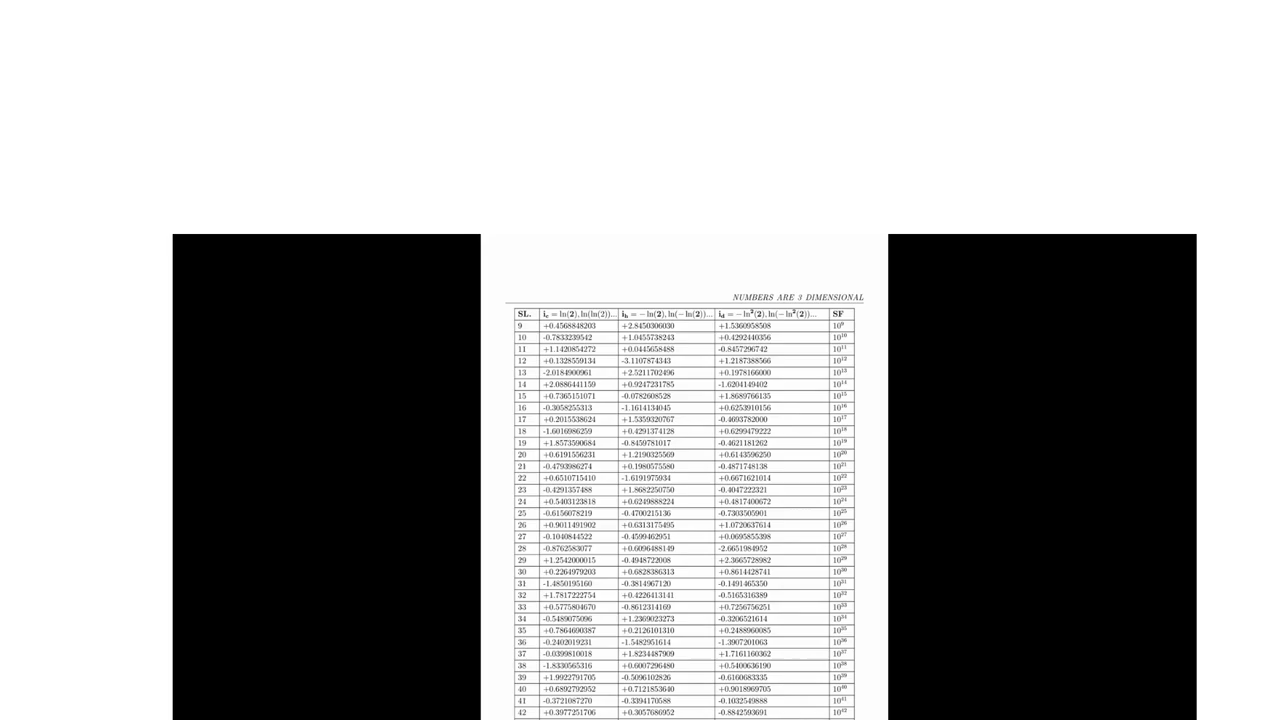 NUMBERS ARE 3 DIMENSIONAL
SL. i_c = ln(2), ln(ln(2))... i_h = − ln(2), ln(− ln(2))... i_d = − ln²(2), ln(− ln²(2))... SF
9 +0.4568848203 +2.8450306030 +1.5360958508 10⁹
10 -0.7833239542 +1.0455738243 +0.4292440356 10¹⁰
11 +1.1420854272 +0.0445658488 -0.8457296742 10¹¹
12 +0.1328559134 -3.1107874343 +1.2187388566 10¹²
13 -2.0184900961 +2.5211702496 +0.1978166000 10¹³
14 +2.0886441159 +0.9247231785 -1.6204149402 10¹⁴
15 +0.7365151071 -0.0782608528 +1.8689766135 10¹⁵
16 -0.3058255313 -1.1614134045 +0.6253910156 10¹⁶
17 +0.2015538624 +1.5359320767 -0.4693782000 10¹⁷
18 -1.6016986259 +0.4291374128 +0.6299479222 10¹⁸
19 +1.8573590684 -0.8459781017 -0.4621181262 10¹⁹
20 +0.6191556231 +1.2190325569 +0.6143596250 10²⁰
21 -0.4793986274 +0.1980575580 -0.4871748138 10²¹
22 +0.6510715410 -1.6191975934 +0.6671621014 10²²
23 -0.4291357488 +1.8682250750 -0.4047222321 10²³
24 +0.5403123818 +0.6249888224 +0.4817400672 10²⁴
25 -0.6156078219 -0.4700215136 -0.7303505901 10²⁵
26 +0.9011491902 +0.6313175495 +1.0720637614 10²⁶
27 -0.1040844522 -0.4599462951 +0.0695855398 10²⁷
28 -0.8762583077 +0.6096488149 -2.6651984952 10²⁸
29 +1.2542000015 -0.4948722008 +2.3665728982 10²⁹
30 +0.2264979203 +0.6828386313 +0.8614428741 10³⁰
31 -1.4850195160 -0.3814967120 -0.1491465350 10³¹
32 +1.7817222754 +0.4226413141 -0.5165316389 10³²
33 +0.5775804670 -0.8612314169 +0.7256756251 10³³
34 -0.5489075096 +1.2369023273 -0.3206521614 10³⁴
35 +0.7864690387 +0.2126101310 +0.2488960085 10³⁵
36 -0.2402019231 -1.5482951614 -1.3907201063 10³⁶
37 -0.0399810018 +1.8234487909 +1.7161160362 10³⁷
38 -1.8330565316 +0.6007296480 +0.5400636190 10³⁸
39 +1.9922791705 -0.5096102826 -0.6160683335 10³⁹
40 +0.6892792952 +0.7121853640 +0.9018969705 10⁴⁰
41 -0.3721087270 -0.3394170588 -0.1032549888 10⁴¹
42 +0.3977251706 +0.3057686952 -0.8842593691 10⁴²